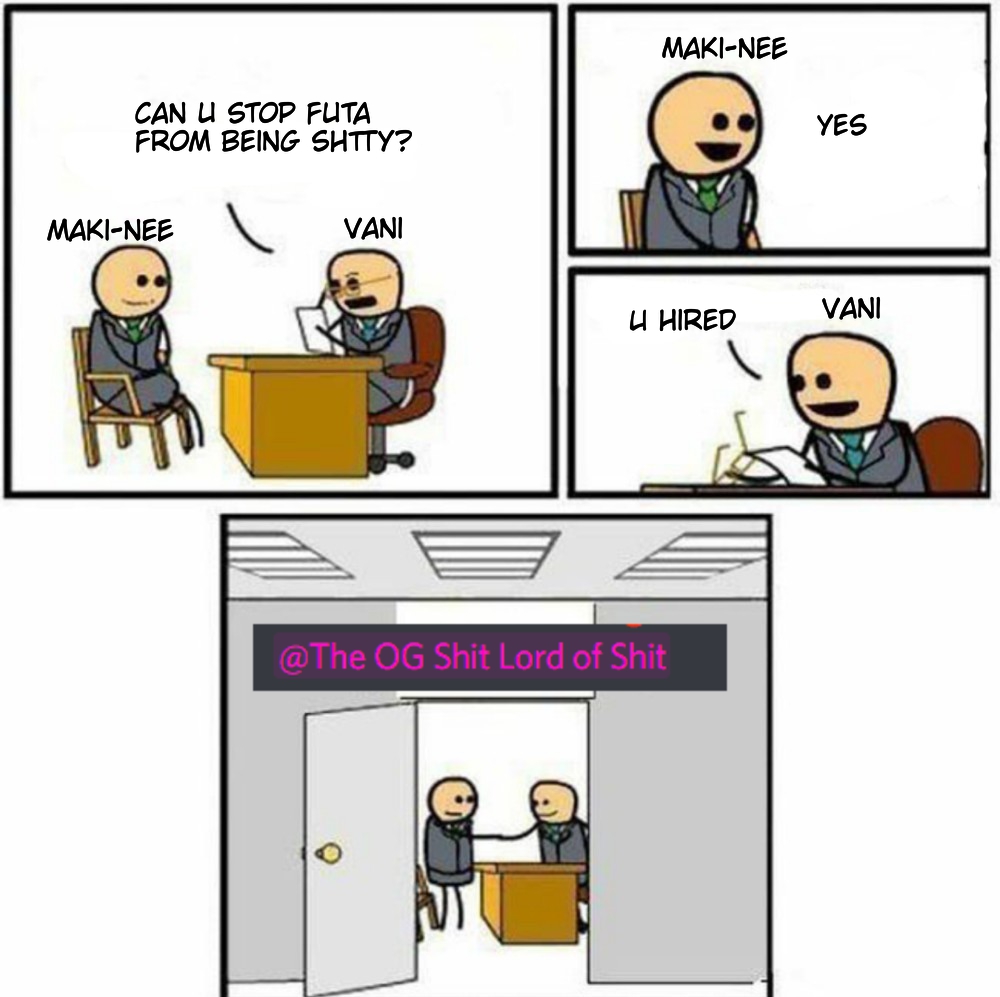 CAN U STOP FUTA
FROM BEING SHTTY?
MAKI-NEE
VANI
MAKI-NEE
YES
U HIRED
VANI
@The OG Shit Lord of Shit